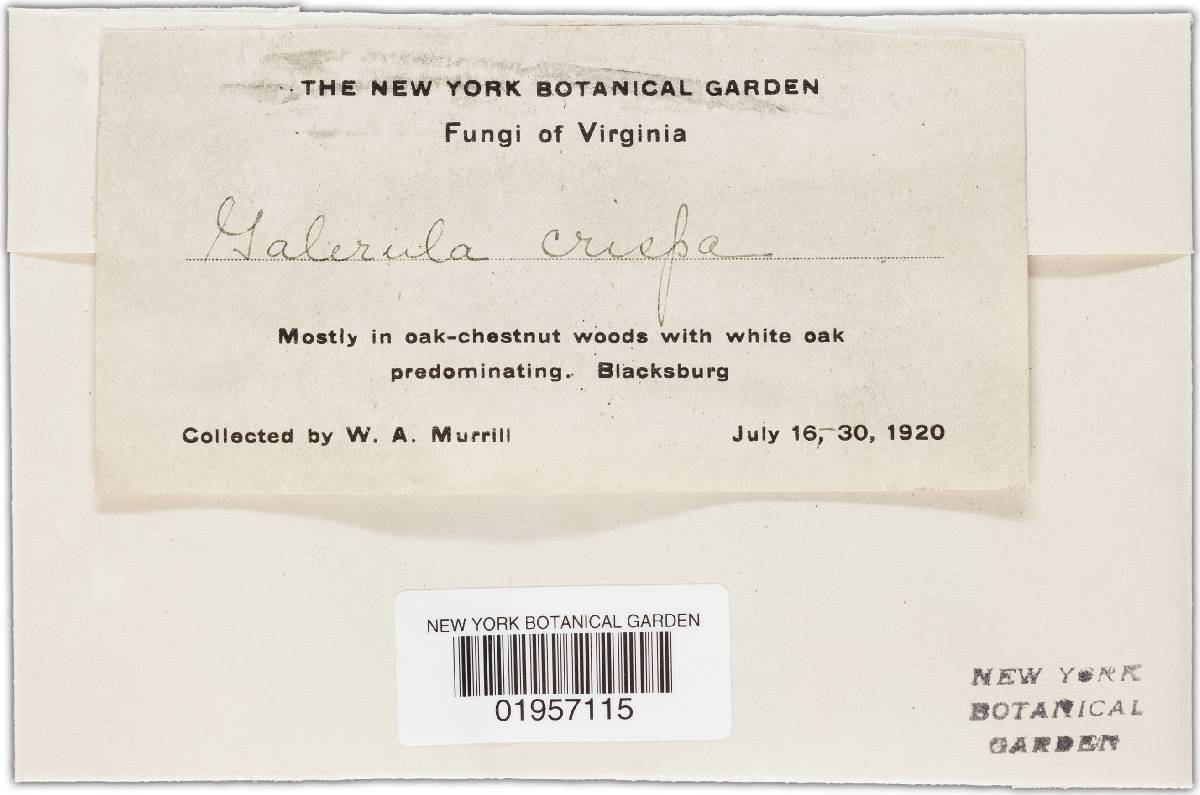 THE NEW YORK BOTANICAL GARDEN
Fungi of Virginia
Galerula crispa
Mostly in oak-chestnut woods with white oak
predominating. Blacksburg
Collected by W. A. Murrill
July 16, 30, 1920
NEW YORK BOTANICAL GARDEN
01957115
NEW YORK
BOTANICAL
GARDEN